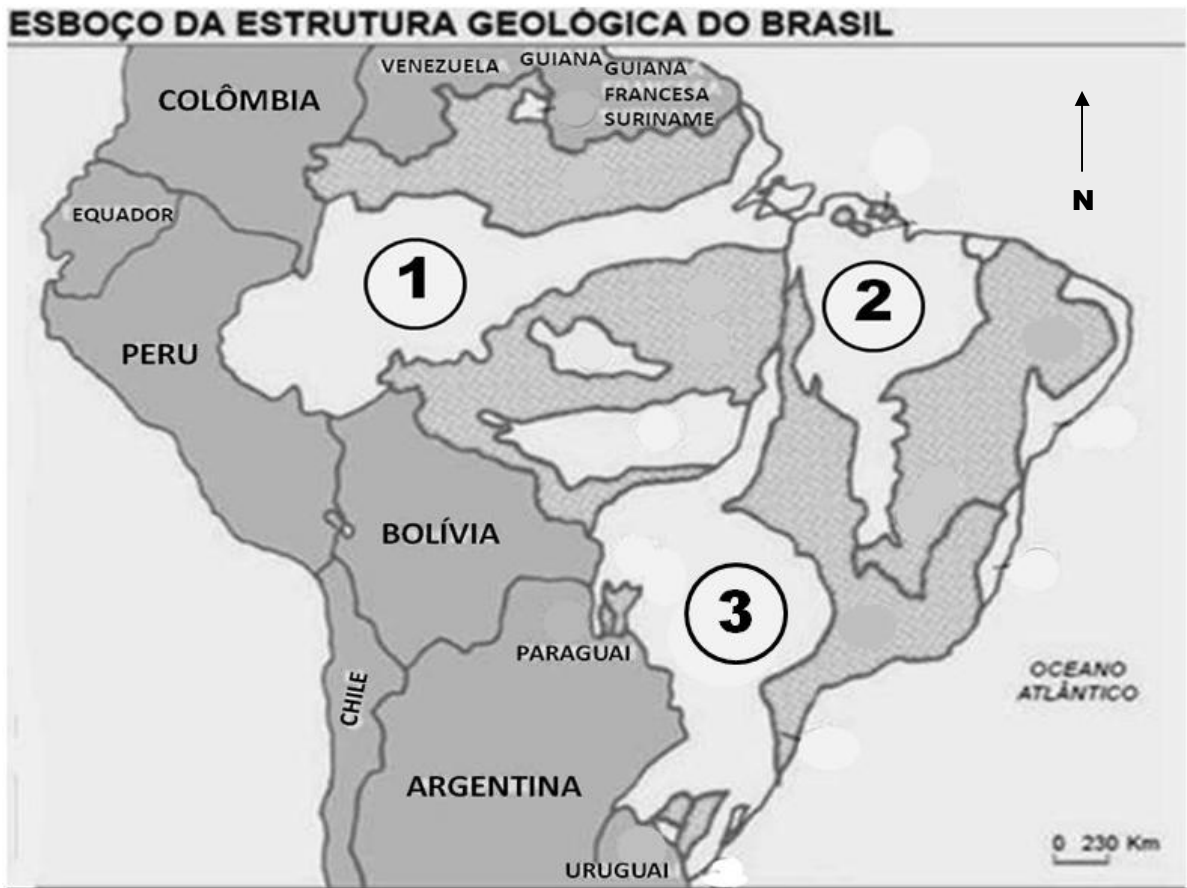 ESBOÇO DA ESTRUTURA GEOLÓGICA DO BRASIL
VENEZUELA
GUIANA
GUIANA
FRANCESA
SURINAME
COLÔMBIA
N
EQUADOR
1
2
PERU
BOLÍVIA
3
PARAGUAI
OCEANO
ATLÂNTICO
CHILE
ARGENTINA
0 230 Km
URUGUAI